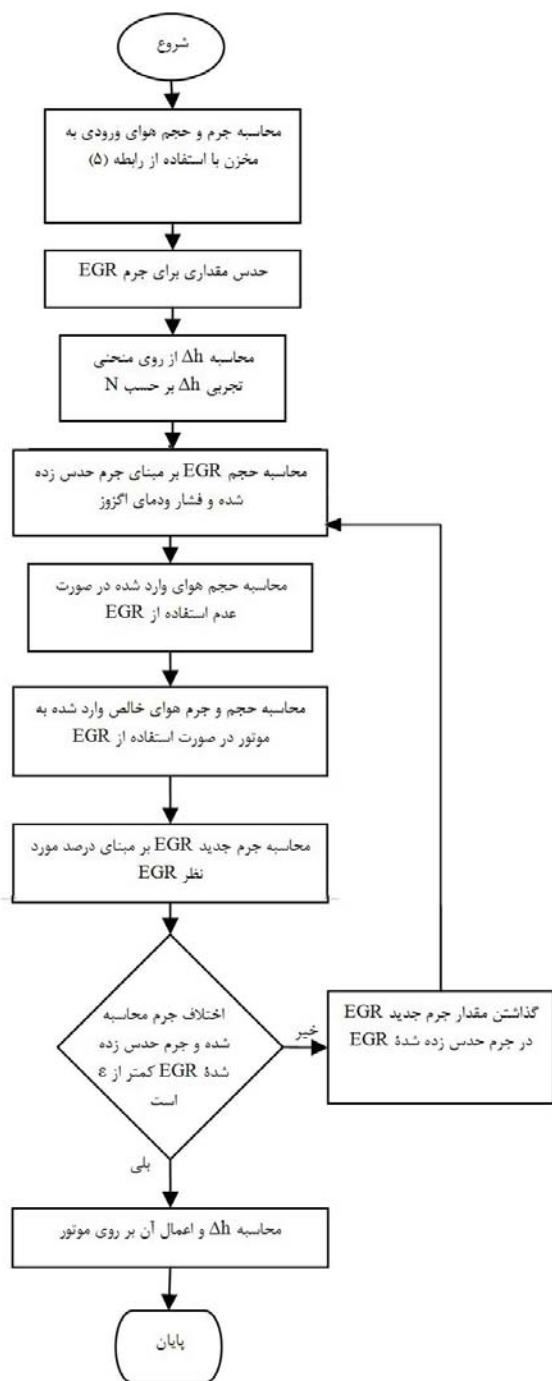 شروع
محاسبه جرم و حجم هوای ورودی به
مخزن با استفاده از رابطه (۵)
حدس مقداری برای جرم EGR
محاسبه Δh از روی منحنی
تجربی Δh بر حسب N
محاسبه حجم EGR بر مبنای جرم حدس زده
شده و فشار ودمای اگزوز
محاسبه حجم هوای وارد شده در صورت
عدم استفاده از EGR
محاسبه حجم و جرم هوای خالص وارد شده به
موتور در صورت استفاده از EGR
محاسبه جرم جدید EGR بر مبنای درصد مورد
نظر EGR
اختلاف جرم محاسبه
شده و جرم حدس زده
شدۀ EGR کمتر از ε
است
خیر
گذاشتن مقدار جرم جدید EGR
در جرم حدس زده شدۀ EGR
بلی
محاسبه Δh و اعمال آن بر روی موتور
پایان